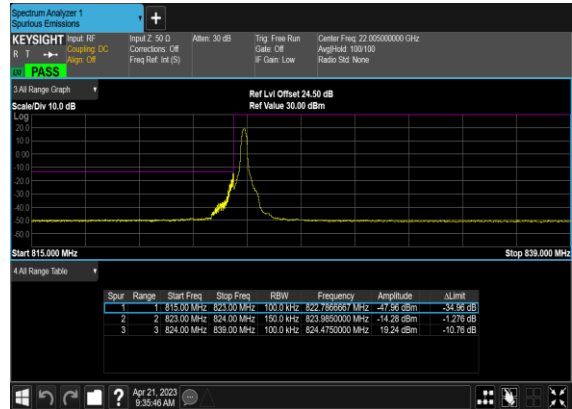 Spectrum Analyzer 1
Spurious Emissions
KEYSIGHT Input: RF Input Z: 50 Ω Atten: 30 dB Trig: Free Run Center Freq: 22.005000000 GHz
R T Coupling: DC Corrections: Off Gate: Off Avg|Hold: 100/100
Align: Off Freq Ref: Int (S) IF Gain: Low Radio Std: None
PASS
3 All Range Graph
Ref Lvl Offset 24.50 dB
Scale/Div 10.0 dB Ref Value 30.00 dBm
Log
20.0
10.0
0.00
-10.0
-20.0
-30.0
-40.0
-50.0
-60.0
Start 815.000 MHz Stop 839.000 MHz
4 All Range Table
Spur Range Start Freq Stop Freq RBW Frequency Amplitude ΔLimit
1 1 815.00 MHz 823.00 MHz 100.0 kHz 822.7866667 MHz -47.96 dBm -34.96 dB
2 2 823.00 MHz 824.00 MHz 150.0 kHz 823.9850000 MHz -14.28 dBm -1.276 dB
3 3 824.00 MHz 839.00 MHz 100.0 kHz 824.4750000 MHz 19.24 dBm -10.76 dB
? Apr 21, 2023
9:35:46 AM